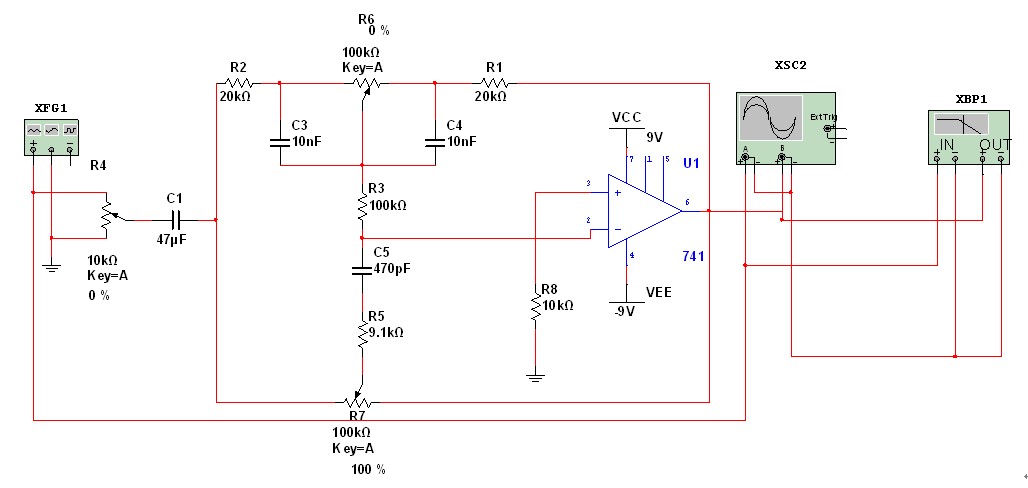 R6
0 %
100kΩ
Key=A
R2
20kΩ
R1
20kΩ
C3
10nF
C4
10nF
XFG1
+
-
R4
10kΩ
Key=A
0 %
C1
47μF
R3
100kΩ
C5
470pF
R5
9.1kΩ
R7
100kΩ
Key=A
100 %
R8
10kΩ
VCC
9V
7
1
5
U1
3
+
2
-
6
4
741
VEE
-9V
XSC2
Ext Trig
+
-
A
B
+
-
+
-
XBP1
IN
OUT
+
-
+
-